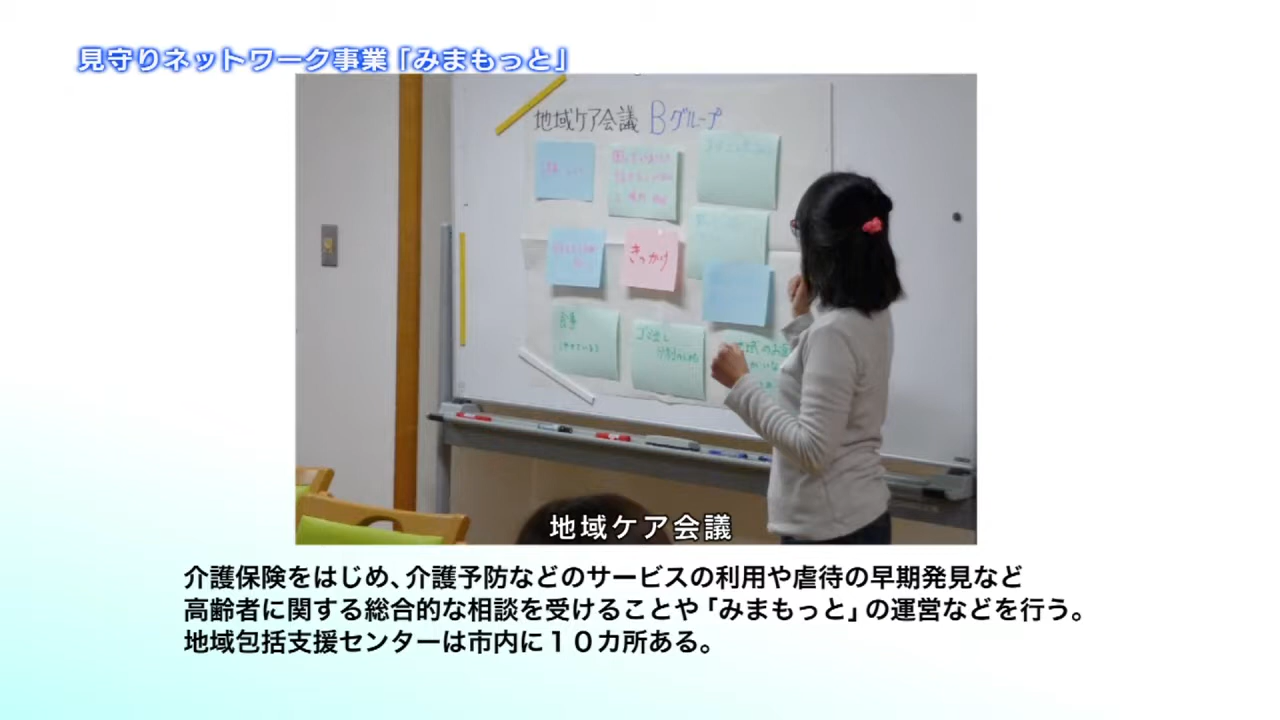 見守りネットワーク事業「みまもっと」
地域ケア会議 Bグループ
きっかけ
食事
ゴミ出し
地域ケア会議
介護保険をはじめ、介護予防などのサービスの利用や虐待の早期発見など
高齢者に関する総合的な相談を受けることや「みまもっと」の運営などを行う。
地域包括支援センターは市内に１０カ所ある。